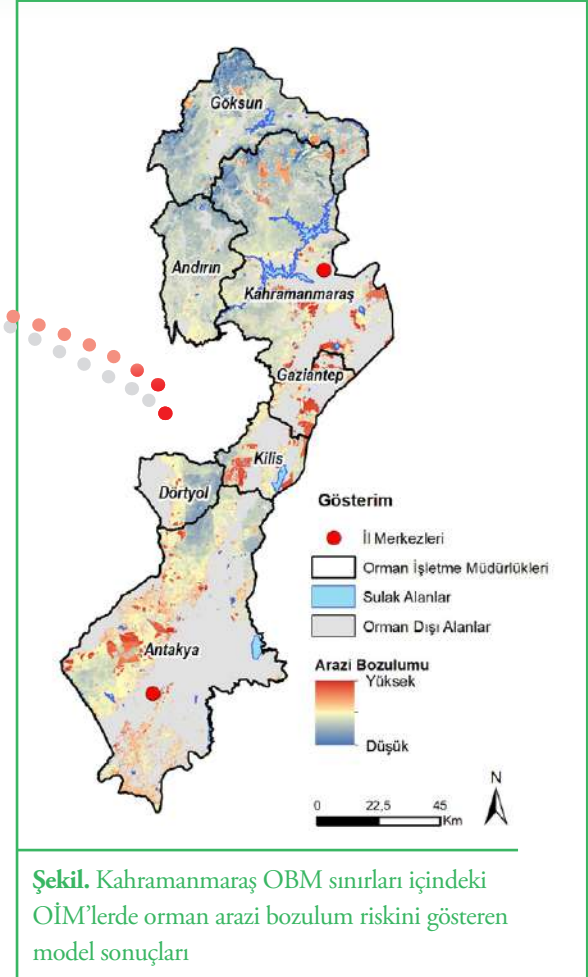 Göksun
Andırın
Kahramanmaraş
Gaziantep
Kilis
Dörtyol
Antakya
Gösterim
İl Merkezleri
Orman İşletme Müdürlükleri
Sulak Alanlar
Orman Dışı Alanlar
Arazi Bozulumu
Yüksek
Düşük
N
0 22,5 45
Km
Şekil. Kahramanmaraş OBM sınırları içindeki
OİM’lerde orman arazi bozulum riskini gösteren
model sonuçları